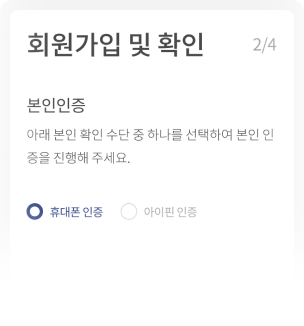 회원가입 및 확인
2/4
본인인증
아래 본인 확인 수단 중 하나를 선택하여 본인 인
증을 진행해 주세요.
휴대폰 인증 아이핀 인증